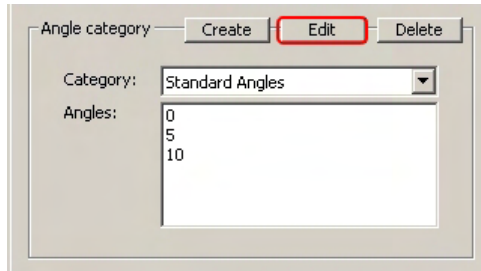 Angle category Create Edit Delete
Category: Standard Angles
Angles: 0
5
10